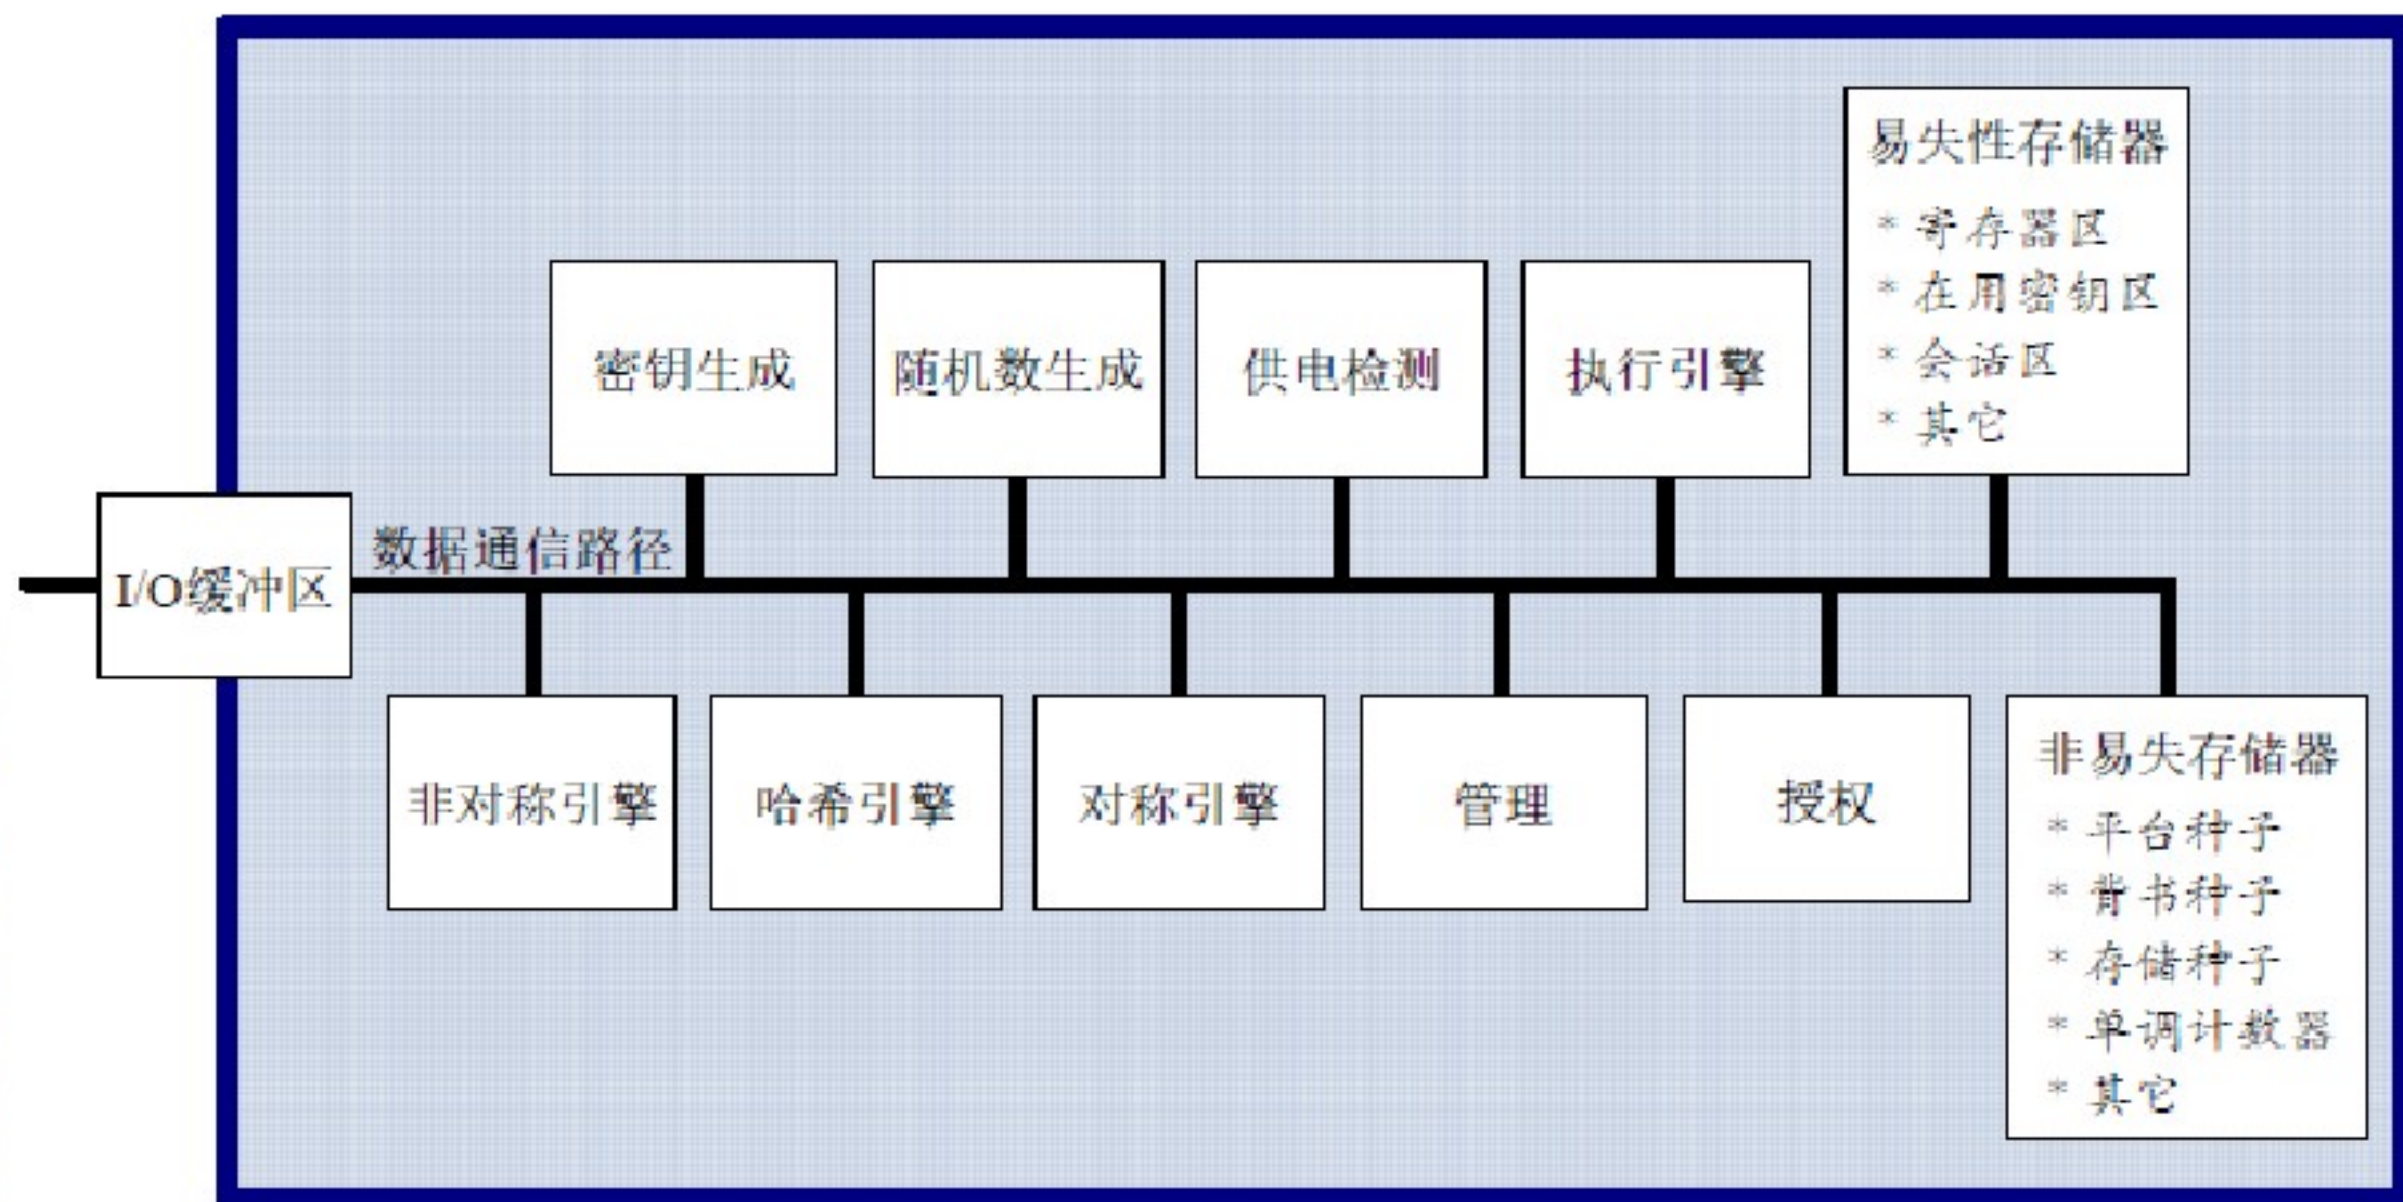 易失性存储器
* 寄存器区
* 在用密钥区
* 会话区
* 其它
密钥生成
随机数生成
供电检测
执行引擎
数据通信路径
I/O缓冲区
非对称引擎
哈希引擎
对称引擎
管理
授权
非易失存储器
* 平台种子
* 背书种子
* 存储种子
* 单调计数器
* 其它